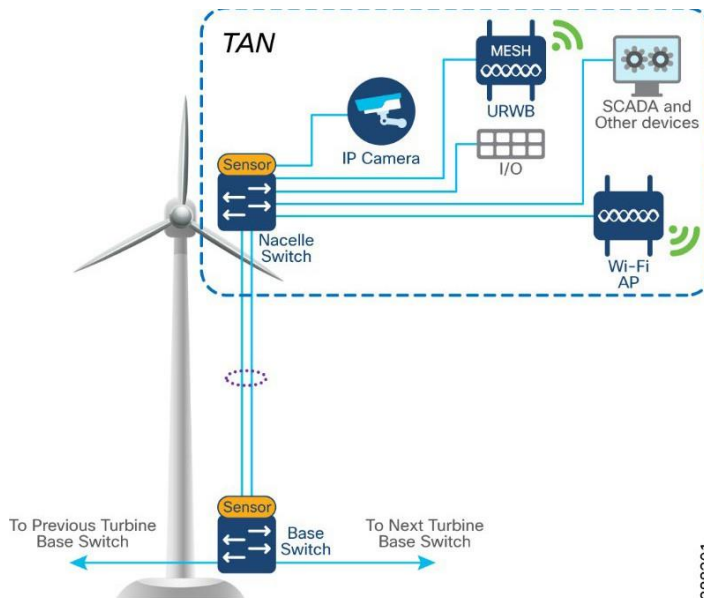 TAN
MESH
URWB
SCADA and
Other devices
IP Camera
I/O
Sensor
Nacelle
Switch
Wi-Fi
AP
Sensor
Base
Switch
To Previous Turbine
Base Switch
To Next Turbine
Base Switch